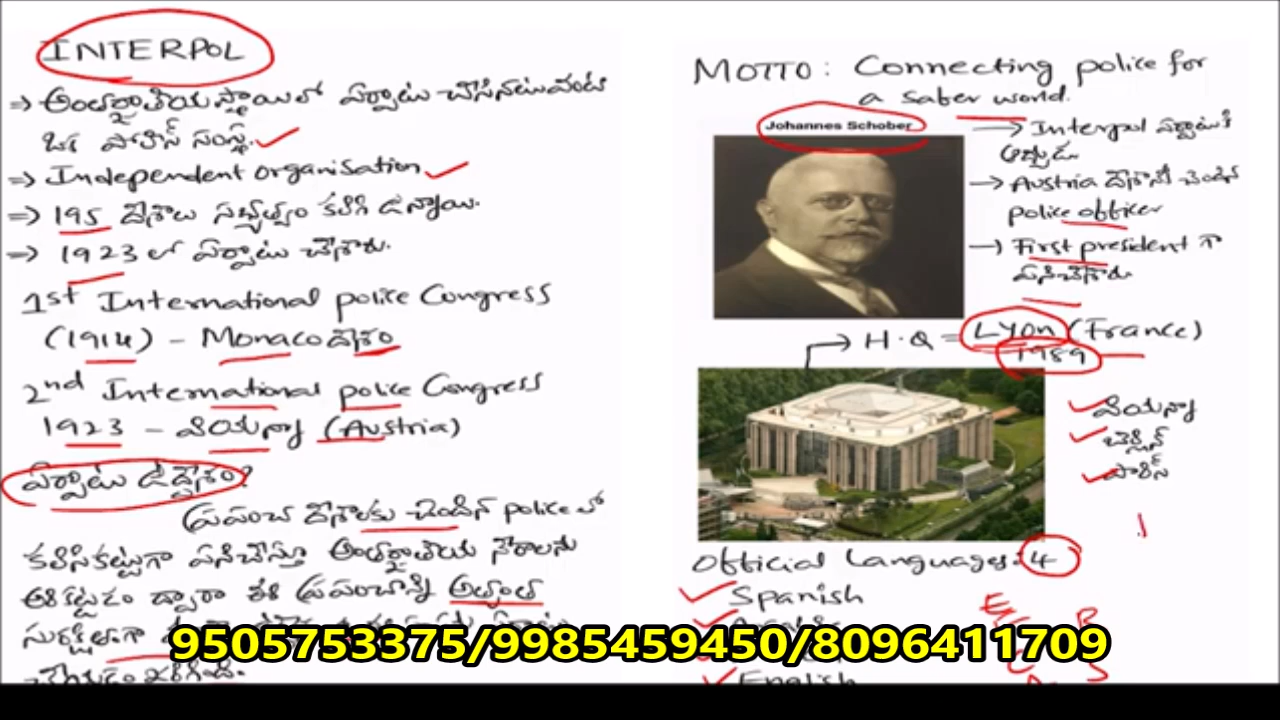 INTERPOL
⇒ అంతర్జాతీయ స్థాయిలో ఏర్పాటు చేసినటువంటి
ఒక పోలీస్ సంస్థ.
⇒ Independent organisation
⇒ 195 దేశాలు సభ్యత్వం కలిగి ఉన్నాయి.
⇒ 1923 లో ఏర్పాటు చేశారు.
1st International police Congress
(1914) - Monaco దేశం
2nd International police Congress
1923 - వియన్నా (Austria)
ఏర్పాటు ఉద్దేశం?
ప్రపంచ దేశాలకు చెందిన police లో
కలిసికట్టుగా పనిచేస్తూ అంతర్జాతీయ నేరాలను
అరికట్టడం ద్వారా ఈ ప్రపంచాన్ని అత్యంత
సురక్షితంగా
MOTTO : Connecting police for
a safer world.
Johannes Schober
→ Interpol ఏర్పాటుకి
ఆధ్యుడు
→ Austria దేశానికి చెందిన
police officer
→ First president గా
పనిచేశారు
→ H.Q = Lyon (France)
1989
వియన్నా
బెర్లిన్
పారిస్
Official Languages : 4
Spanish
English
9505753375/9985459450/8096411709